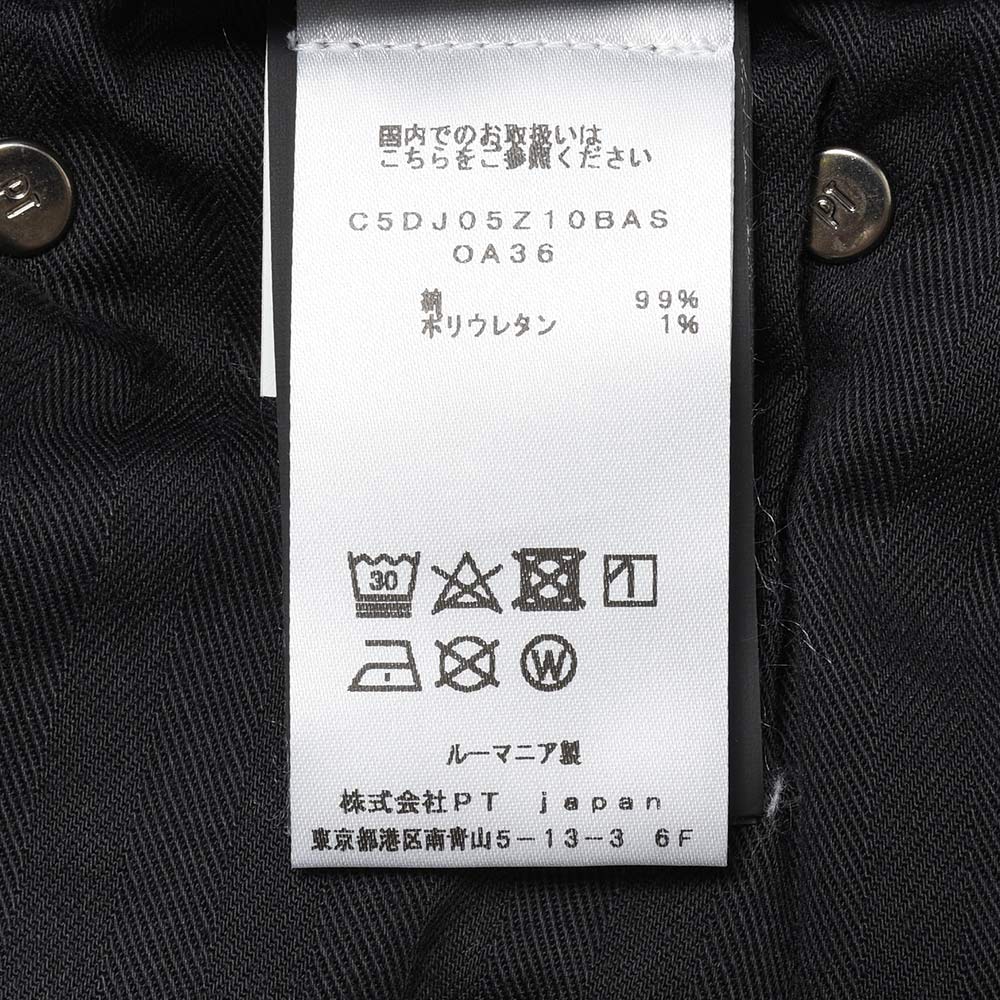 国内でのお取扱いは
こちらをご参照ください
C5DJ05Z10BAS
OA36
綿 99%
ポリウレタン 1%
30
W
ルーマニア製
株式会社PT japan
東京都港区南青山5-13-3 6F
PT
PT